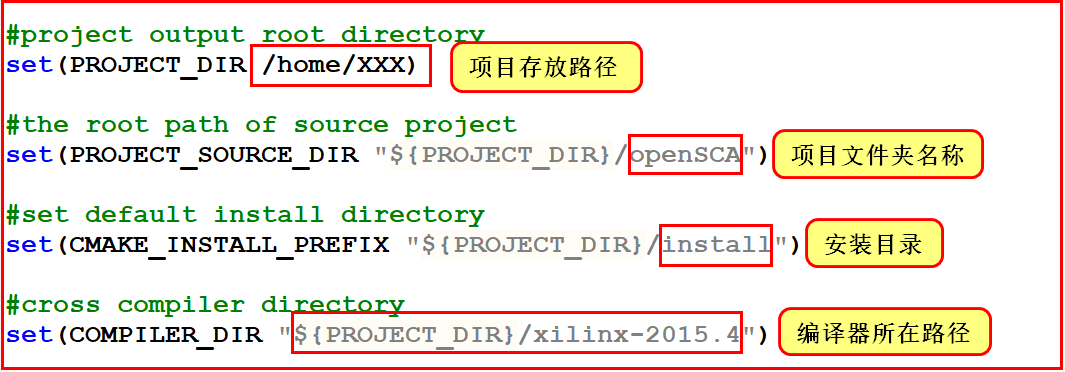 #project output root directory
set(PROJECT_DIR /home/XXX)
项目存放路径
#the root path of source project
set(PROJECT_SOURCE_DIR "${PROJECT_DIR}/openSCA")
项目文件夹名称
#set default install directory
set(CMAKE_INSTALL_PREFIX "${PROJECT_DIR}/install")
安装目录
#cross compiler directory
set(COMPILER_DIR "${PROJECT_DIR}/xilinx-2015.4")
编译器所在路径